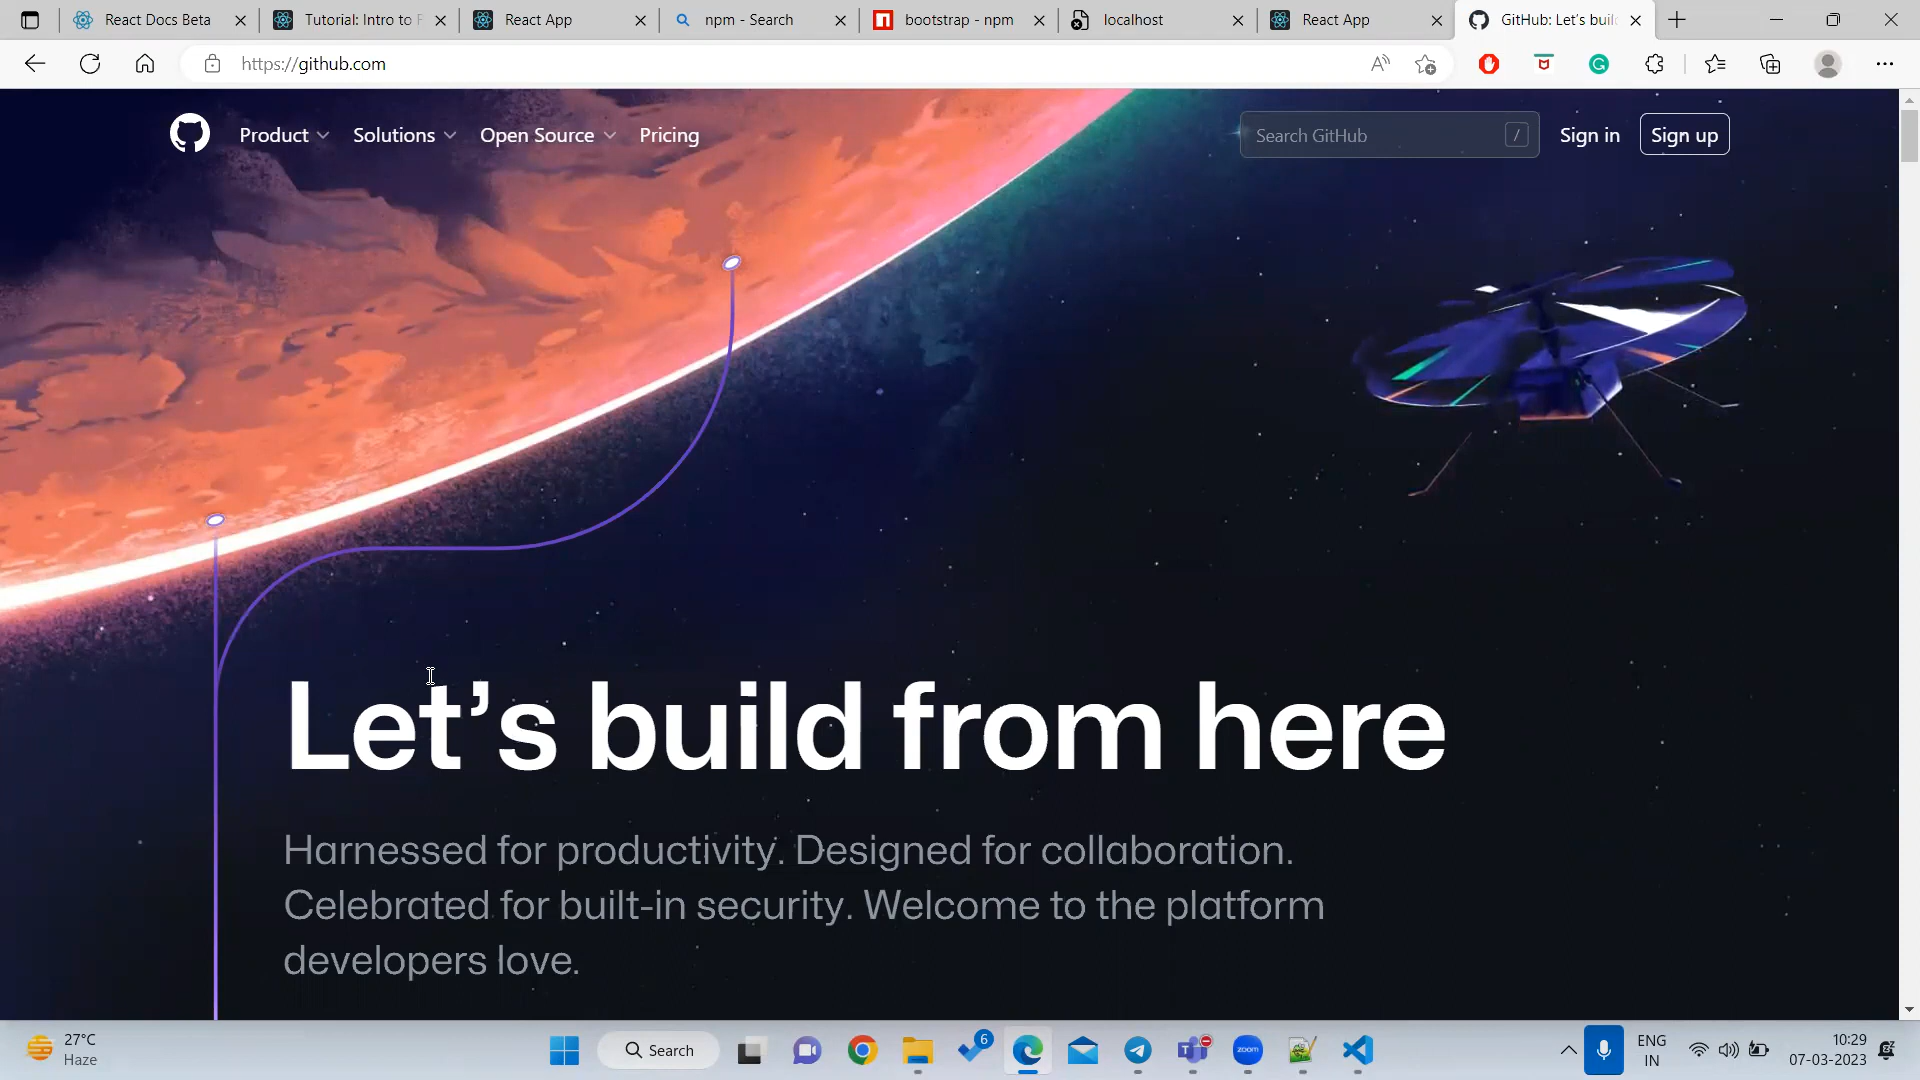 React Docs Beta
Tutorial: Intro to
React App
npm - Search
bootstrap - npm
localhost
React App
GitHub: Let's buil
https://github.com
Product
Solutions
Open Source
Pricing
Search GitHub
/
Sign in
Sign up
Let's build from here
Harnessed for productivity. Designed for collaboration.
Celebrated for built-in security. Welcome to the platform
developers love.
27°C
Haze
Search
6
zoom
ENG
IN
10:29
07-03-2023